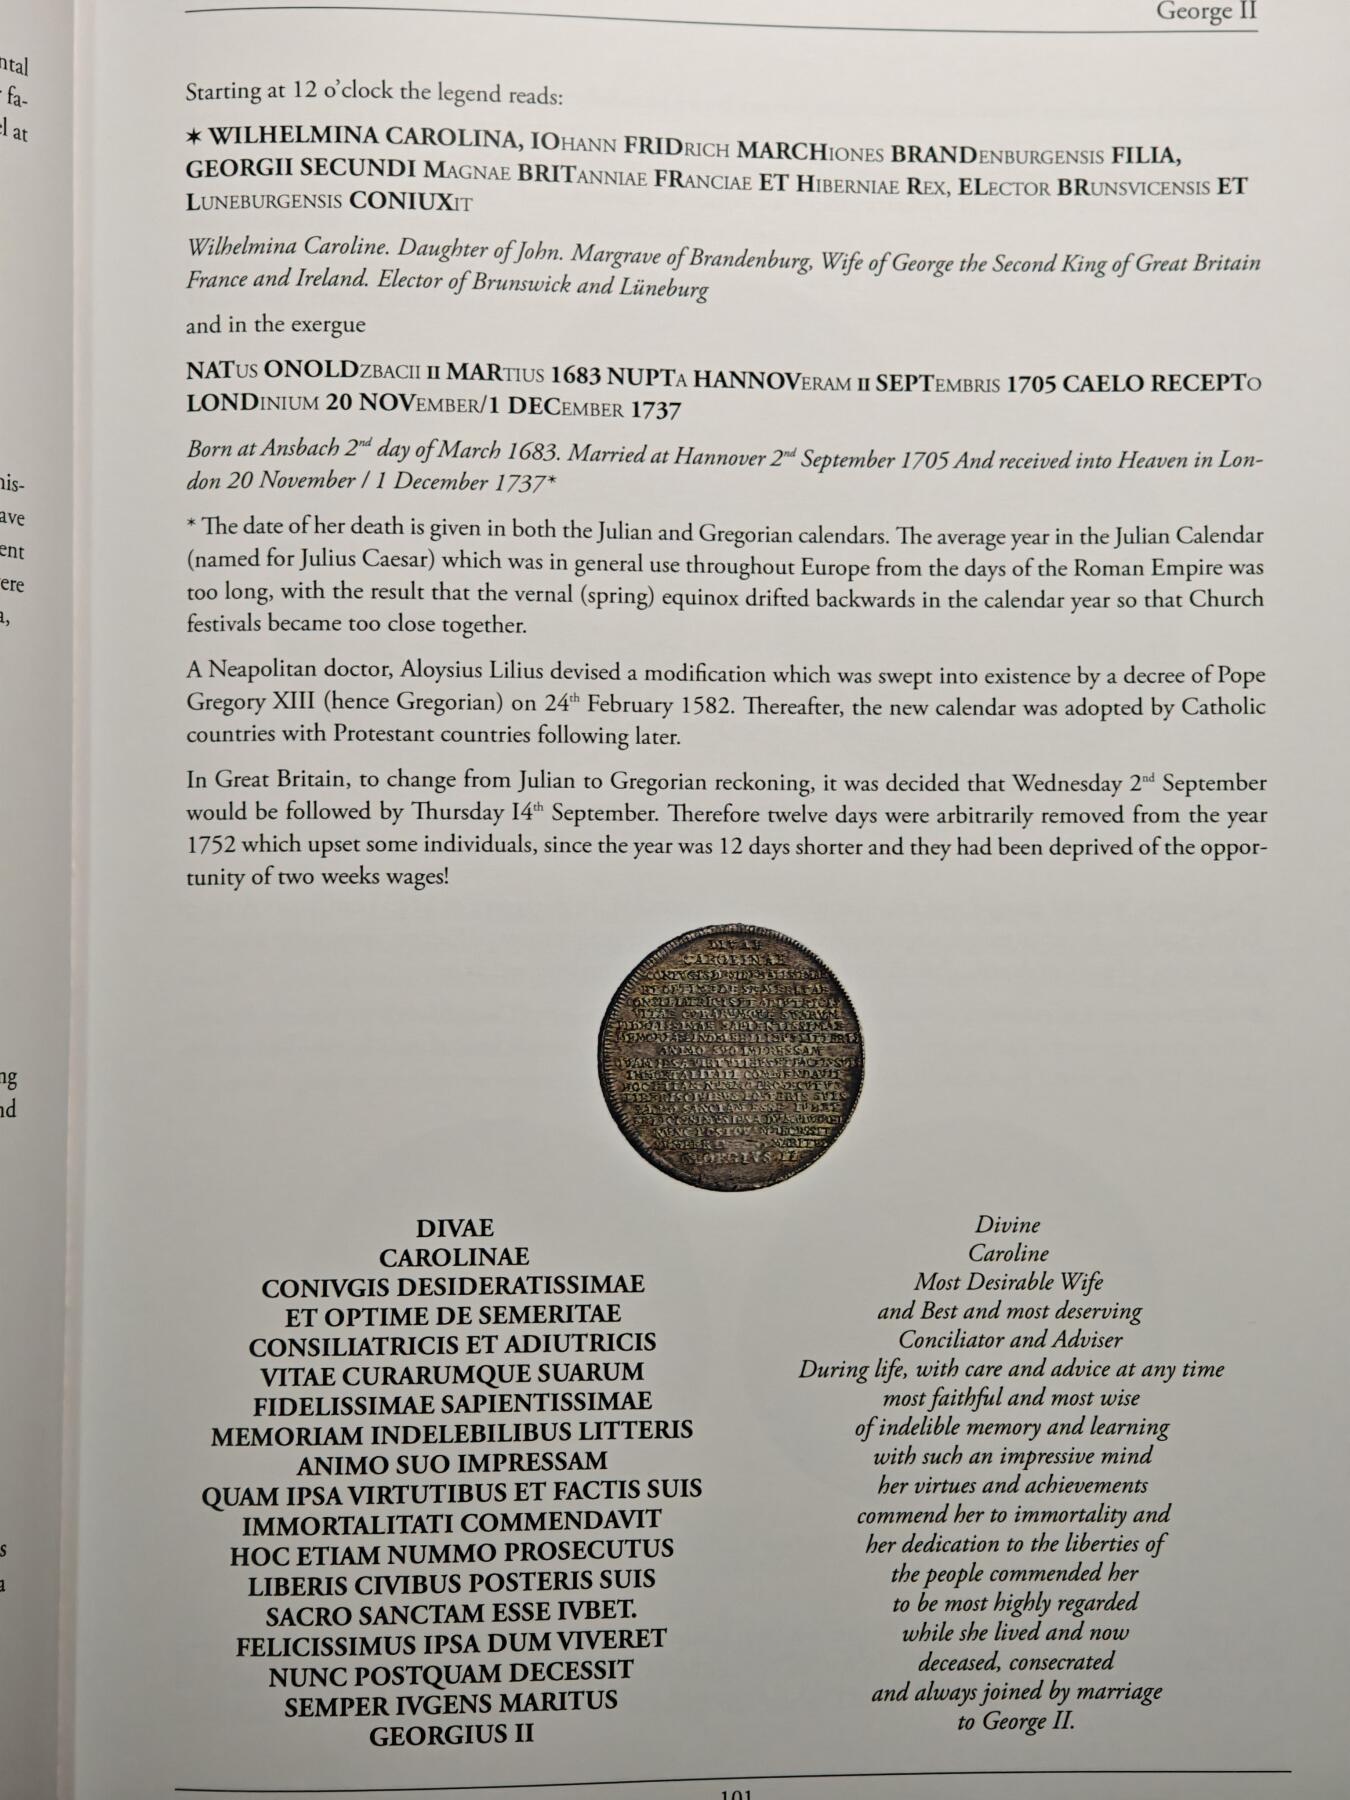 George II
ntal
fa-
l at
nis-
ave
ent
ere
a,
ng
nd
s
a
Starting at 12 o’clock the legend reads:
✶ WILHELMINA CAROLINA, IOHANN FRIDRICH MARCHIONES BRANDENBURGENSIS FILIA,
GEORGII SECUNDI MAGNAE BRITANNIAE FRANCIAE ET HIBERNIAE REX, ELECTOR BRUNSVICENSIS ET
LUNEBURGENSIS CONIUXIT
Wilhelmina Caroline. Daughter of John. Margrave of Brandenburg, Wife of George the Second King of Great Britain
France and Ireland. Elector of Brunswick and Lüneburg
and in the exergue
NATUS ONOLDZBACII II MARTIUS 1683 NUPTA HANNOVERAM II SEPTEMBRIS 1705 CAELO RECEPTO
LONDINIUM 20 NOVEMBER/1 DECEMBER 1737
Born at Ansbach 2nd day of March 1683. Married at Hannover 2nd September 1705 And received into Heaven in Lon-
don 20 November / 1 December 1737*
* The date of her death is given in both the Julian and Gregorian calendars. The average year in the Julian Calendar
(named for Julius Caesar) which was in general use throughout Europe from the days of the Roman Empire was
too long, with the result that the vernal (spring) equinox drifted backwards in the calendar year so that Church
festivals became too close together.
A Neapolitan doctor, Aloysius Lilius devised a modification which was swept into existence by a decree of Pope
Gregory XIII (hence Gregorian) on 24th February 1582. Thereafter, the new calendar was adopted by Catholic
countries with Protestant countries following later.
In Great Britain, to change from Julian to Gregorian reckoning, it was decided that Wednesday 2nd September
would be followed by Thursday I4th September. Therefore twelve days were arbitrarily removed from the year
1752 which upset some individuals, since the year was 12 days shorter and they had been deprived of the oppor-
tunity of two weeks wages!
DIVAE
CAROLINAE
GEORGIVS II
DIVAE
CAROLINAE
CONIVGIS DESIDERATISSIMAE
ET OPTIME DE SEMERITAE
CONSILIATRICIS ET ADIUTRICIS
VITAE CURARUMQUE SUARUM
FIDELISSIMAE SAPIENTISSIMAE
MEMORIAM INDELEBILIBUS LITTERIS
ANIMO SUO IMPRESSAM
QUAM IPSA VIRTUTIBUS ET FACTIS SUIS
IMMORTALITATI COMMENDAVIT
HOC ETIAM NUMMO PROSECUTUS
LIBERIS CIVIBUS POSTERIS SUIS
SACRO SANCTAM ESSE IVBET.
FELICISSIMUS IPSA DUM VIVERET
NUNC POSTQUAM DECESSIT
SEMPER IVGENS MARITUS
GEORGIUS II
Divine
Caroline
Most Desirable Wife
and Best and most deserving
Conciliator and Adviser
During life, with care and advice at any time
most faithful and most wise
of indelible memory and learning
with such an impressive mind
her virtues and achievements
commend her to immortality and
her dedication to the liberties of
the people commended her
to be most highly regarded
while she lived and now
deceased, consecrated
and always joined by marriage
to George II.
101